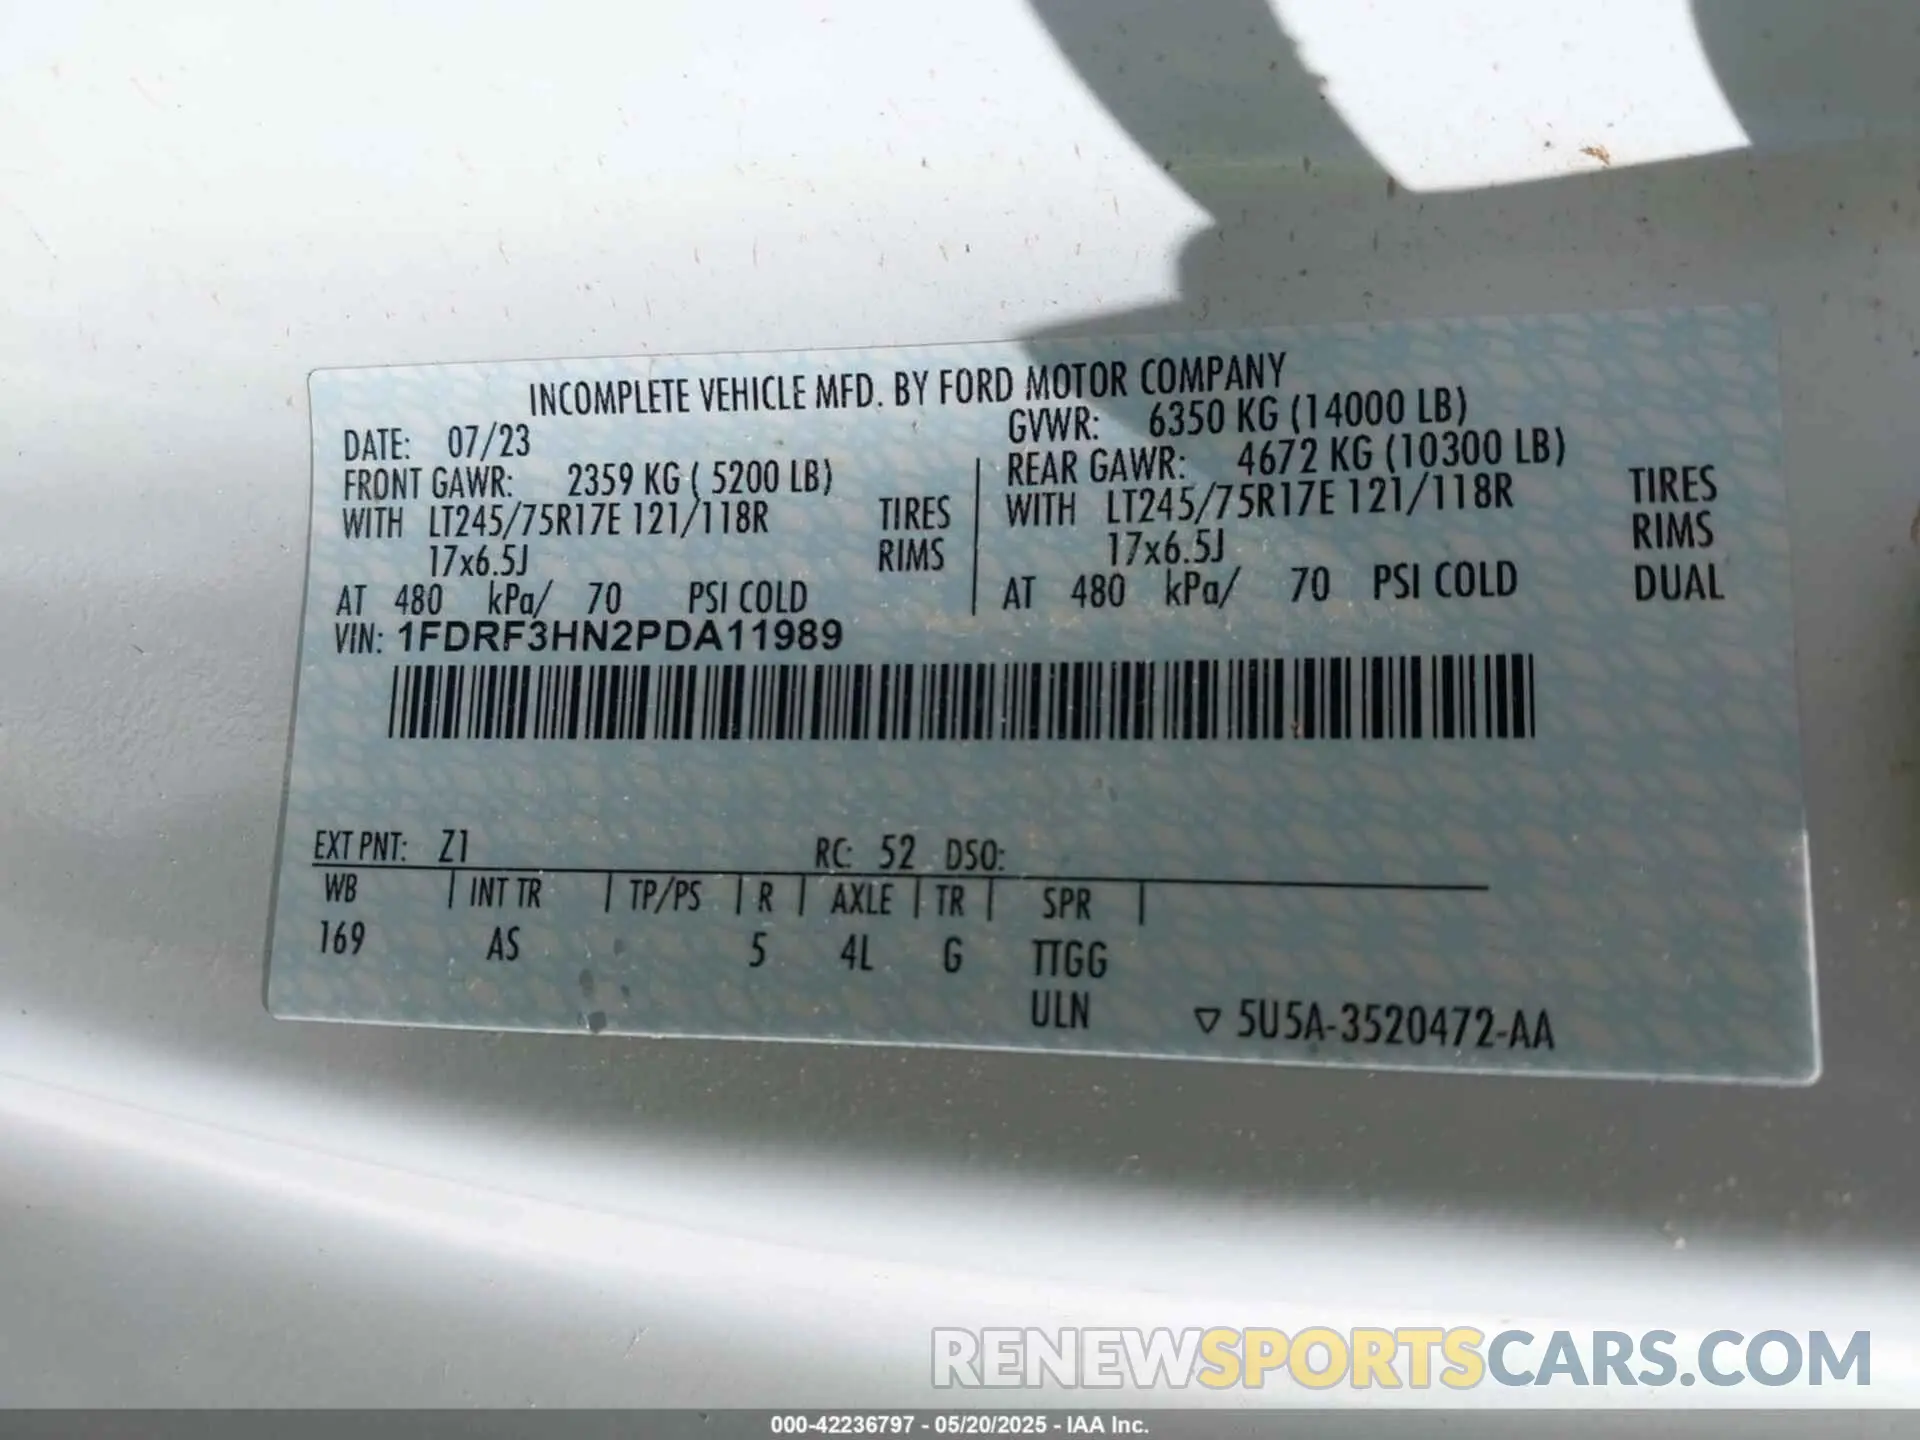 INCOMPLETE VEHICLE MFD. BY FORD MOTOR COMPANY
DATE: 07/23 GVWR: 6350 KG (14000 LB)
FRONT GAWR: 2359 KG ( 5200 LB) REAR GAWR: 4672 KG (10300 LB)
WITH LT245/75R17E 121/118R TIRES WITH LT245/75R17E 121/118R TIRES
17x6.5J RIMS 17x6.5J RIMS
AT 480 kPa/ 70 PSI COLD AT 480 kPa/ 70 PSI COLD DUAL
VIN: 1FDRF3HN2PDA11989
EXT PNT: Z1 RC: 52 DSO:
WB | INT TR | TP/PS | R | AXLE | TR | SPR |
169 AS 5 4L G TTGG
ULN ▽ 5U5A-3520472-AA
RENEWSPORTSCARS.COM
000-42236797 - 05/20/2025 - IAA Inc.